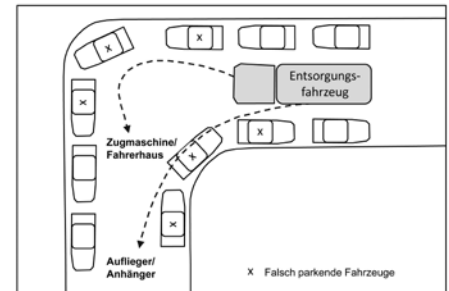 X
X
Entsorgungs-
fahrzeug
X
Zugmaschine/
Fahrerhaus
X
X
X
Auflieger/
Anhänger
X Falsch parkende Fahrzeuge